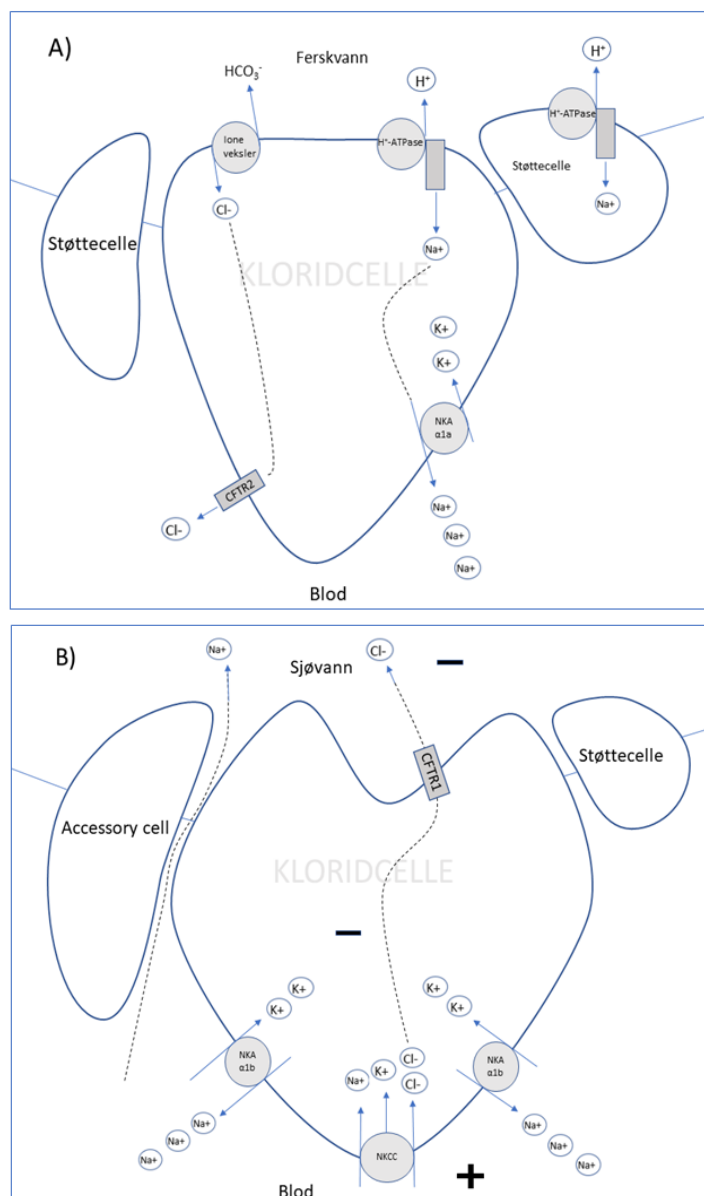 A)
Ferskvann
HCO₃⁻
H⁺
H⁺
Ione
veksler
H⁺-ATPase
H⁺-ATPase
Støttecelle
Cl-
Na+
Na+
Støttecelle
KLORIDCELLE
K+
K+
NKA
α1a
CFTR2
Cl-
Na+
Na+
Na+
Blod
B)
Na+
Sjøvann
Cl-
–
CFTR1
Støttecelle
Accessory cell
KLORIDCELLE
–
K+
K+
K+
K+
NKA
α1b
Na+
K+
Cl-
Cl-
NKA
α1b
Na+
Na+
Na+
Na+
Na+
Na+
NKCC
+
Blod